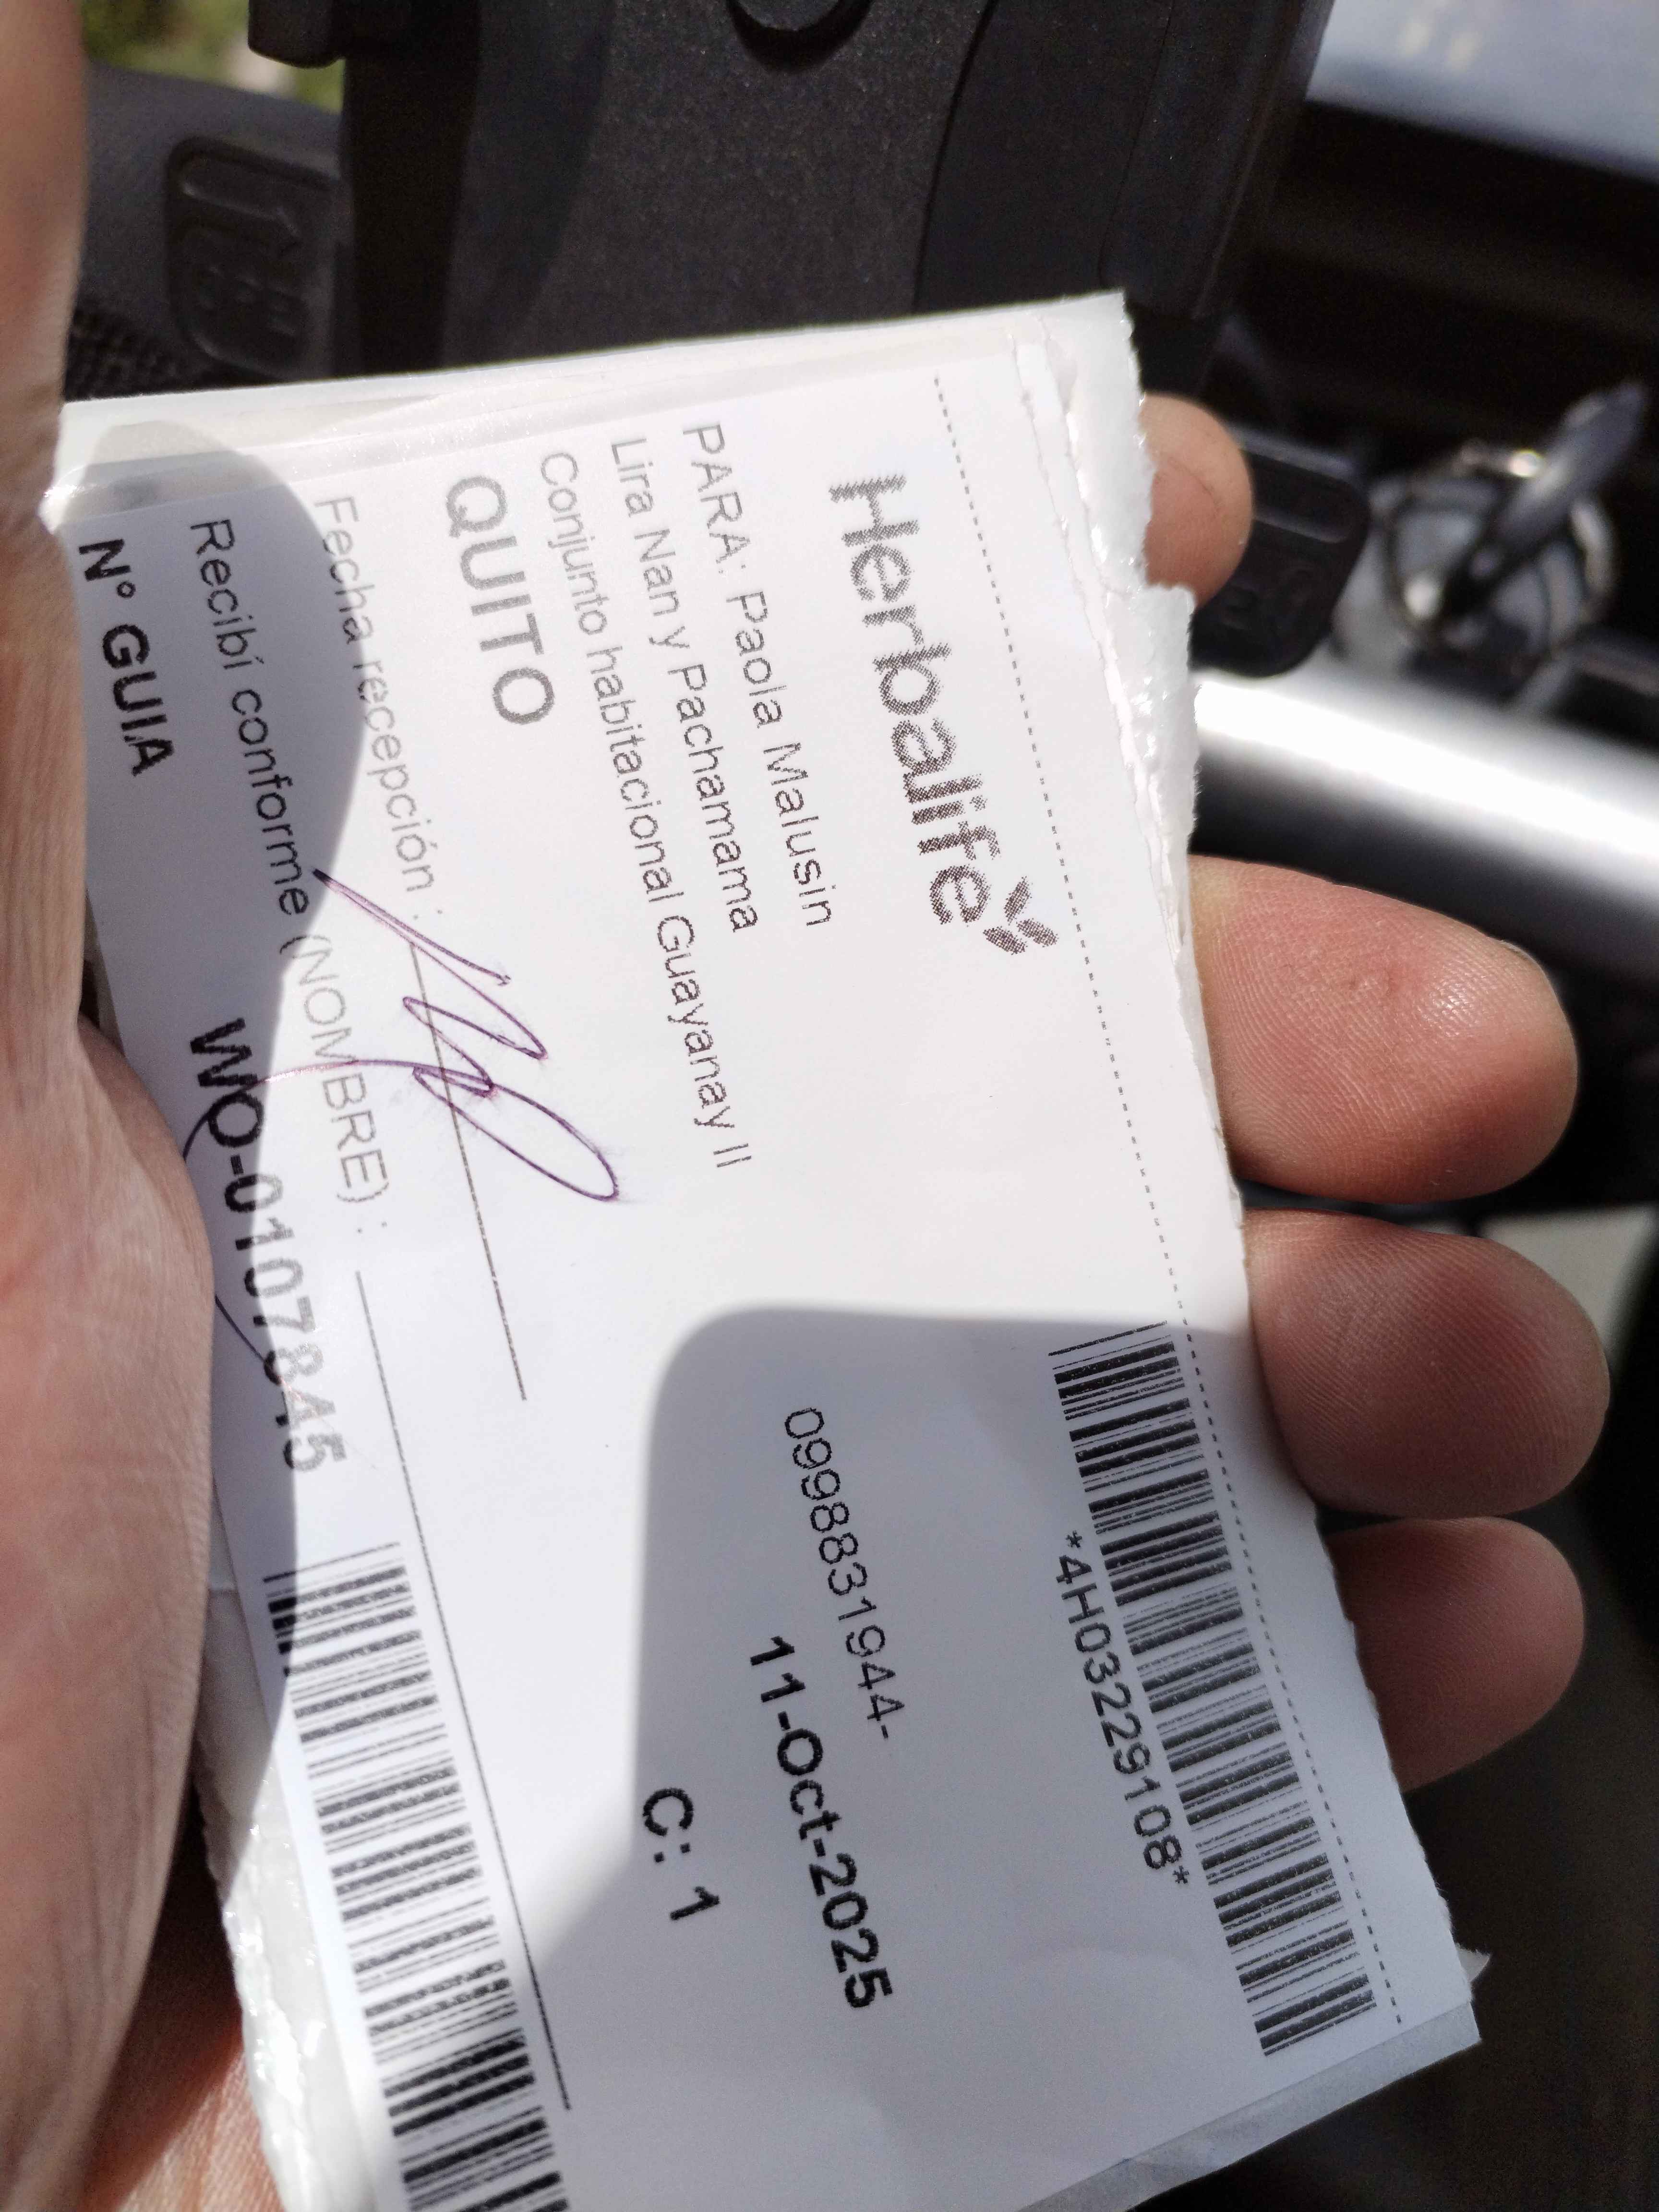 Herbalife
*4H03229108*
PARA: Paola Malusin
0998831944-
Lira Nan y Pachamama
11-Oct-2025
Conjunto habitacional Guayanay II
QUITO
C: 1
Fecha recepción :
Recibí conforme (NOMBRE) :
N° GUIA
WO-0107845